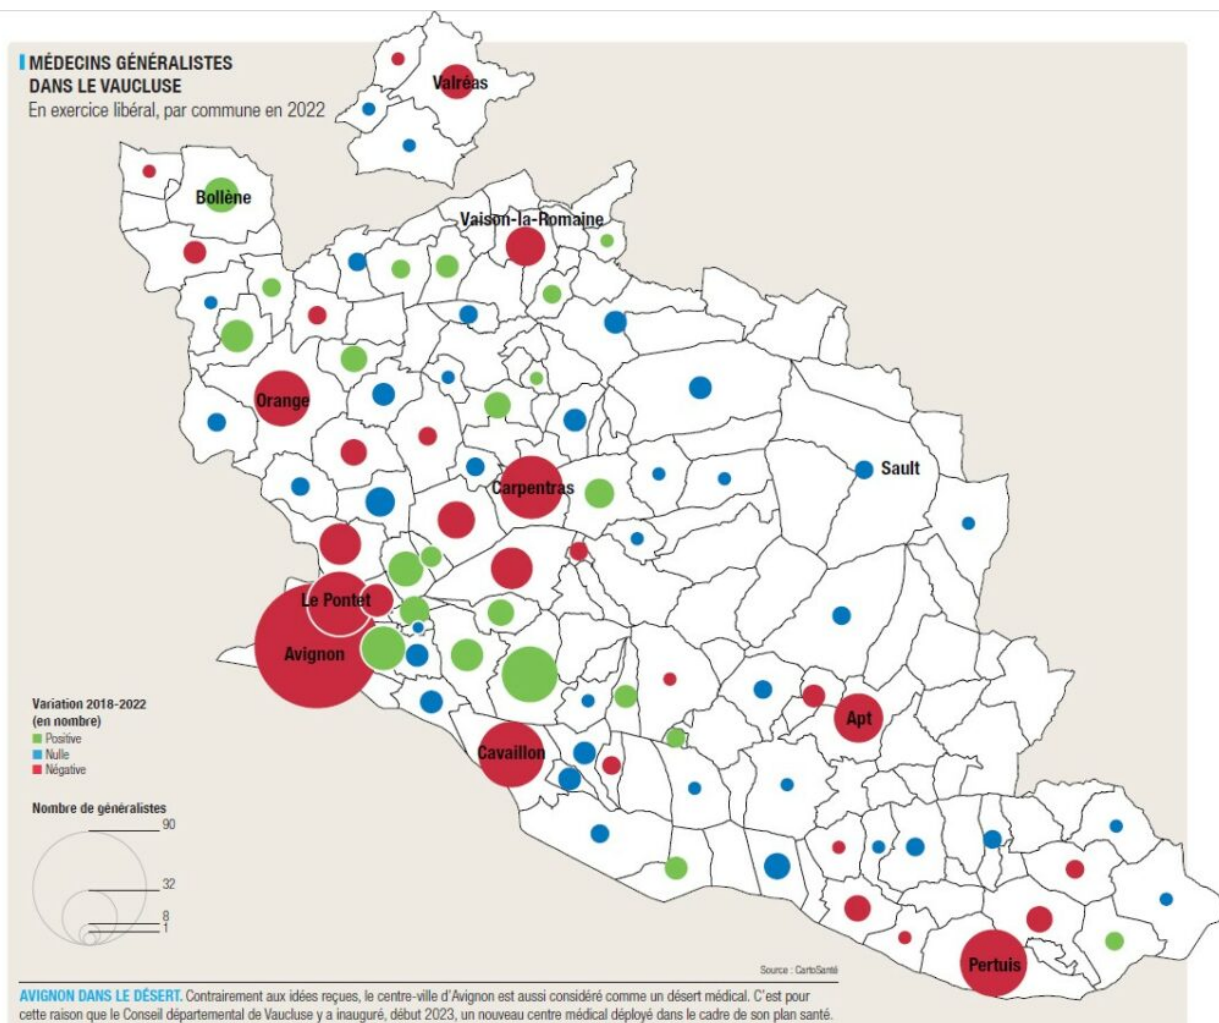 MÉDECINS GÉNÉRALISTES
DANS LE VAUCLUSE
En exercice libéral, par commune en 2022
Valréas
Bollène
Vaison-la-Romaine
Orange
Carpentras
Sault
Le Pontet
Avignon
Apt
Cavaillon
Pertuis
Variation 2018-2022
(en nombre)
Positive
Nulle
Négative
Nombre de généralistes
90
32
8
1
Source : CartoSanté
AVIGNON DANS LE DÉSERT. Contrairement aux idées reçues, le centre-ville d'Avignon est aussi considéré comme un désert médical. C'est pour
cette raison que le Conseil départemental de Vaucluse y a inauguré, début 2023, un nouveau centre médical déployé dans le cadre de son plan santé.